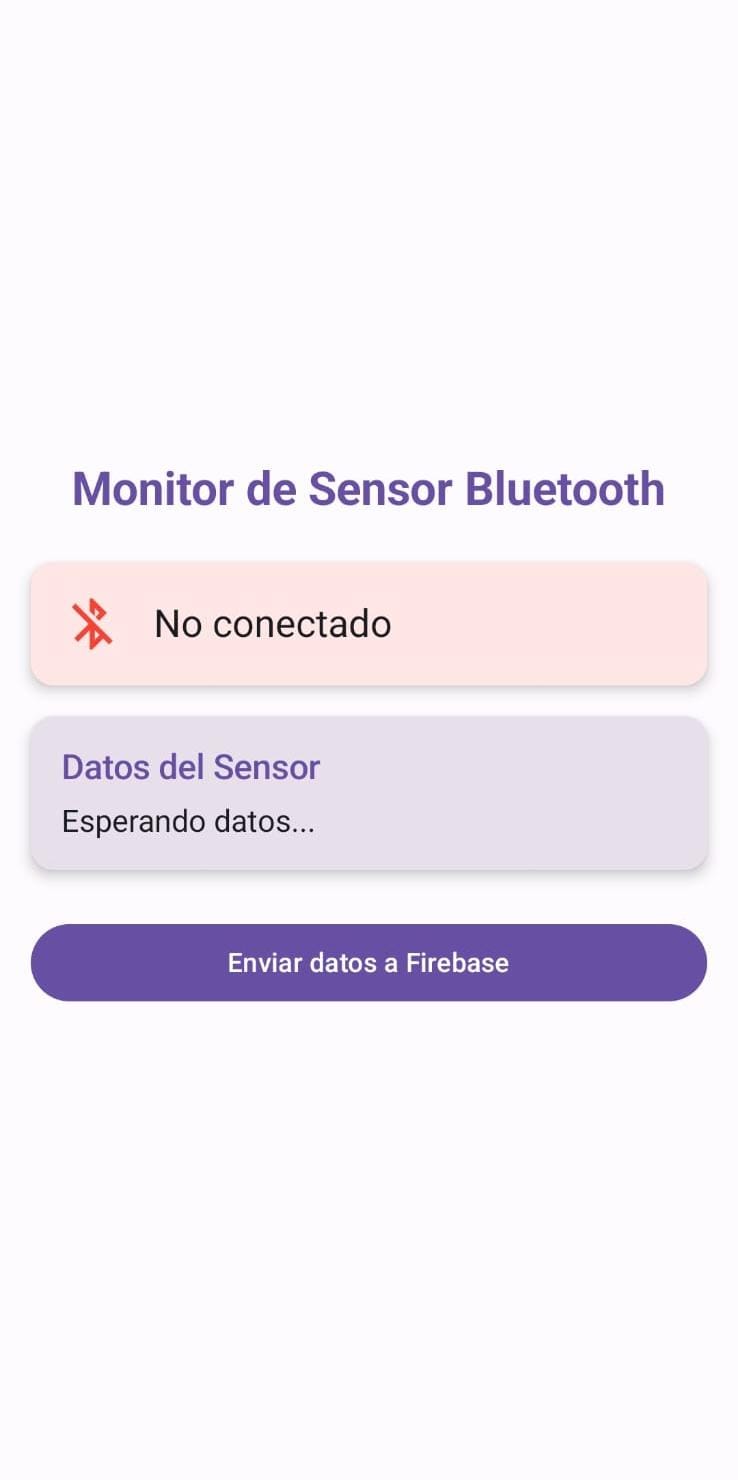 Monitor de Sensor Bluetooth
No conectado
Datos del Sensor
Esperando datos...
Enviar datos a Firebase